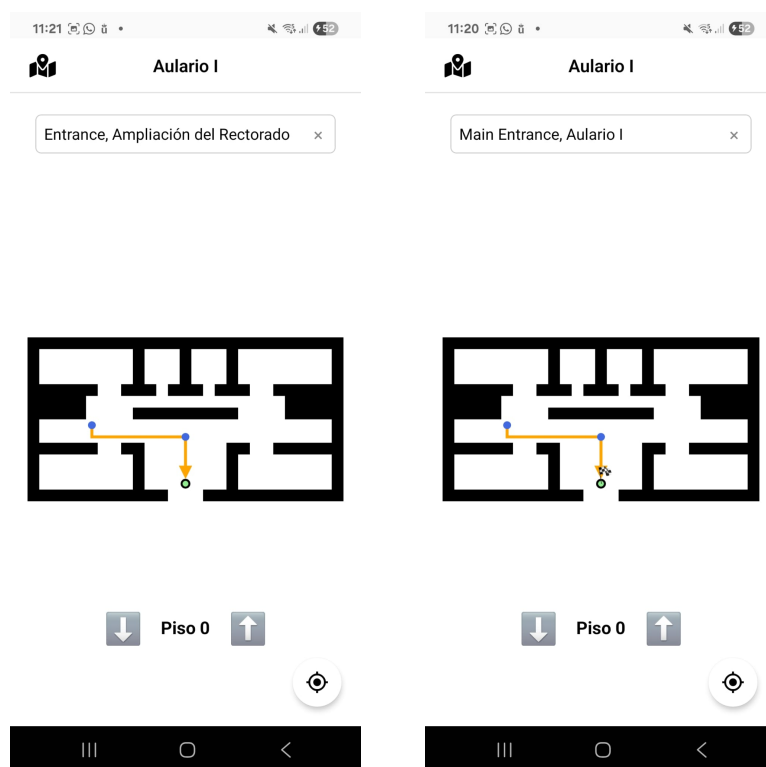 11:21
52
Aulario I
Entrance, Ampliación del Rectorado
×
Piso 0
11:20
52
Aulario I
Main Entrance, Aulario I
×
Piso 0